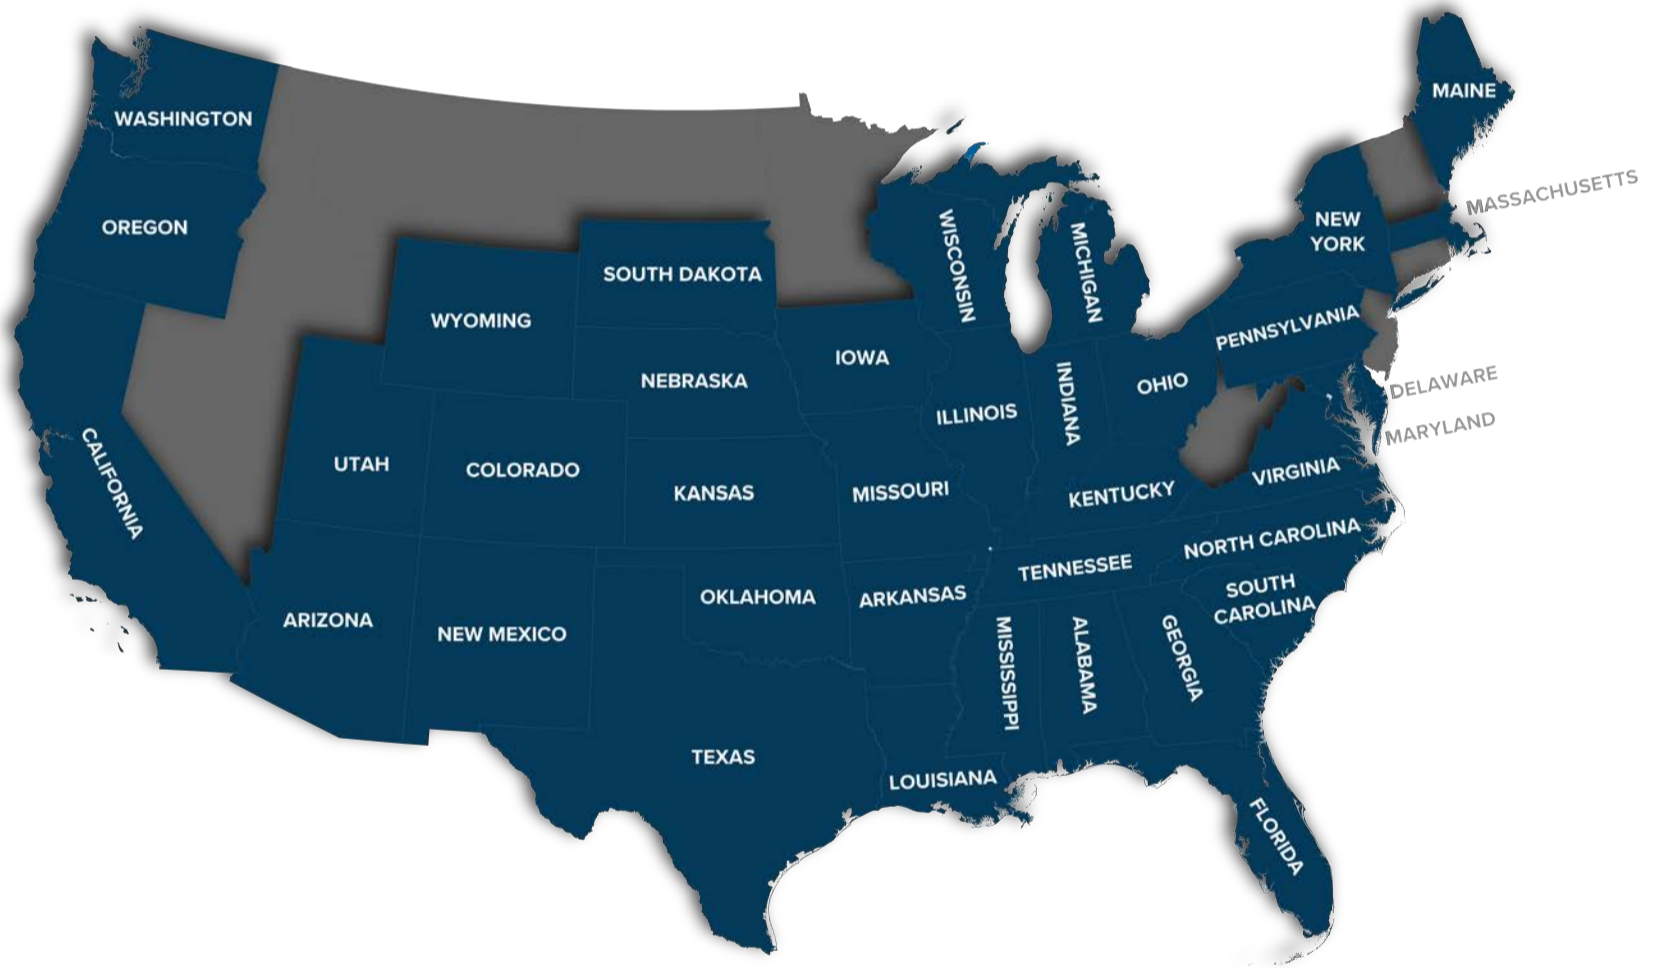 MAINE
WASHINGTON
MASSACHUSETTS
OREGON
NEW
YORK
WISCONSIN
MICHIGAN
SOUTH DAKOTA
WYOMING
PENNSYLVANIA
IOWA
NEBRASKA
OHIO
DELAWARE
INDIANA
ILLINOIS
MARYLAND
UTAH
COLORADO
CALIFORNIA
VIRGINIA
KANSAS
MISSOURI
KENTUCKY
NORTH CAROLINA
TENNESSEE
SOUTH
CAROLINA
OKLAHOMA
ARKANSAS
ARIZONA
NEW MEXICO
MISSISSIPPI
ALABAMA
GEORGIA
TEXAS
LOUISIANA
FLORIDA